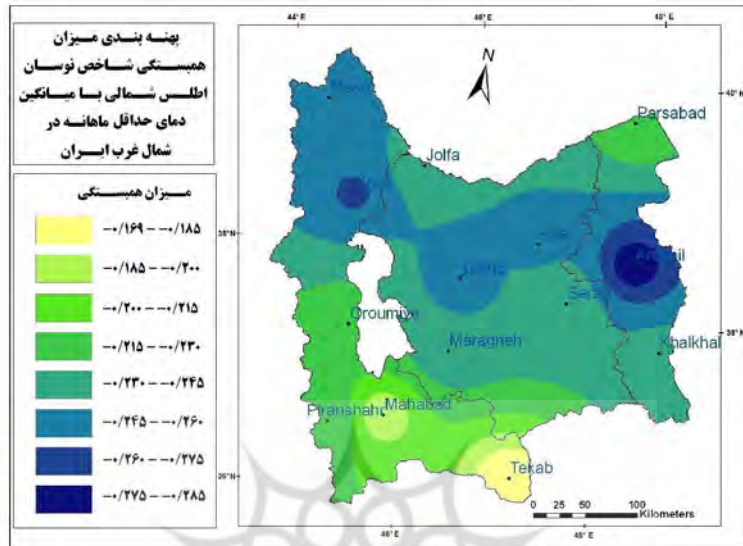 پهنه بندی میزان
همبستگی شاخص نوسان
اطلس شمالی با میانگین
دمای حداقل ماهانه در
شمال غرب ایران
میزان همبستگی
-۰/۱۶۹ - -۰/۱۸۵
-۰/۱۸۵ - -۰/۲۰۰
-۰/۲۰۰ - -۰/۲۱۵
-۰/۲۱۵ - -۰/۲۳۰
-۰/۲۳۰ - -۰/۲۴۵
-۰/۲۴۵ - -۰/۲۶۰
-۰/۲۶۰ - -۰/۲۷۵
-۰/۲۷۵ - -۰/۲۸۵
44°E
46°E
48°E
N
40°N
Parsabad
Jolfa
38°N
Oroumiye
Maragheh
38°N
Khalkhal
Piranshahr
Mahabad
Tekab
36°N
0 25 50 100
Kilometers
46°E
48°E